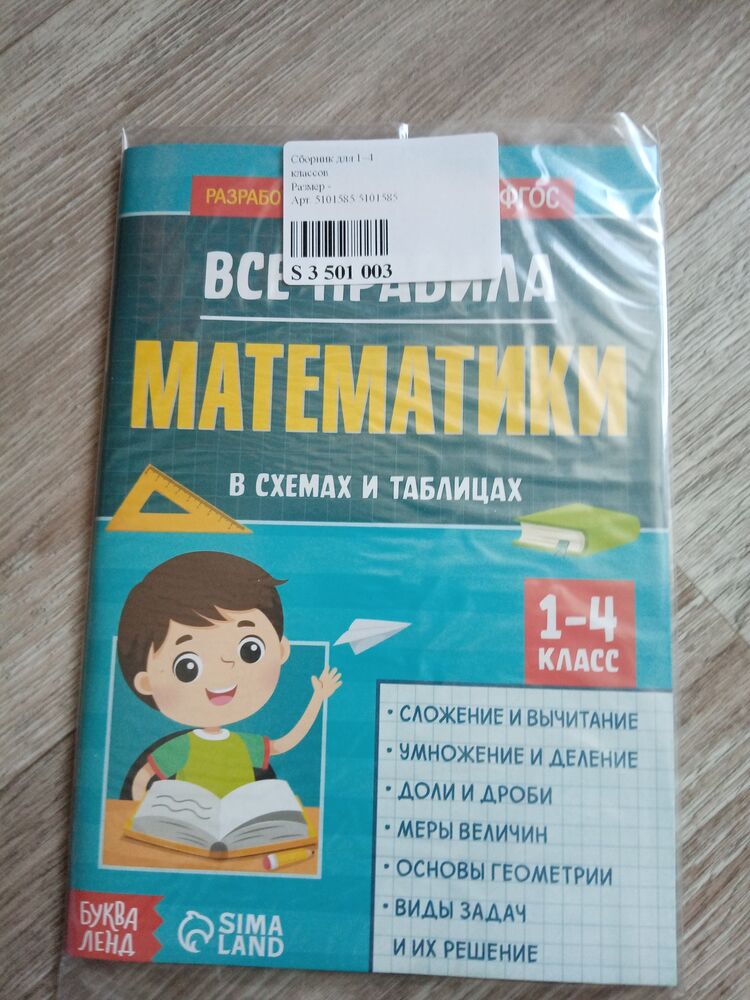 Сборник для 1–4
классов
Размер -
Арт. 5101585 5101585
S 3 501 003
РАЗРАБО ФГОС
ВСЕ ПРАВИЛА
МАТЕМАТИКИ
В СХЕМАХ И ТАБЛИЦАХ
1–4
КЛАСС
• СЛОЖЕНИЕ И ВЫЧИТАНИЕ
• УМНОЖЕНИЕ И ДЕЛЕНИЕ
• ДОЛИ И ДРОБИ
• МЕРЫ ВЕЛИЧИН
• ОСНОВЫ ГЕОМЕТРИИ
• ВИДЫ ЗАДАЧ
И ИХ РЕШЕНИЕ
БУКВА
ЛЕНД
SIMA
LAND